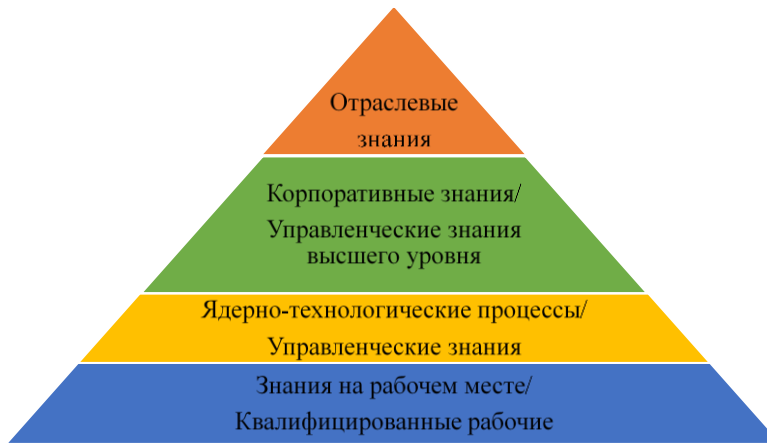 Отраслевые
знания
Корпоративные знания/
Управленческие знания
высшего уровня
Ядерно-технологические процессы/
Управленческие знания
Знания на рабочем месте/
Квалифицированные рабочие